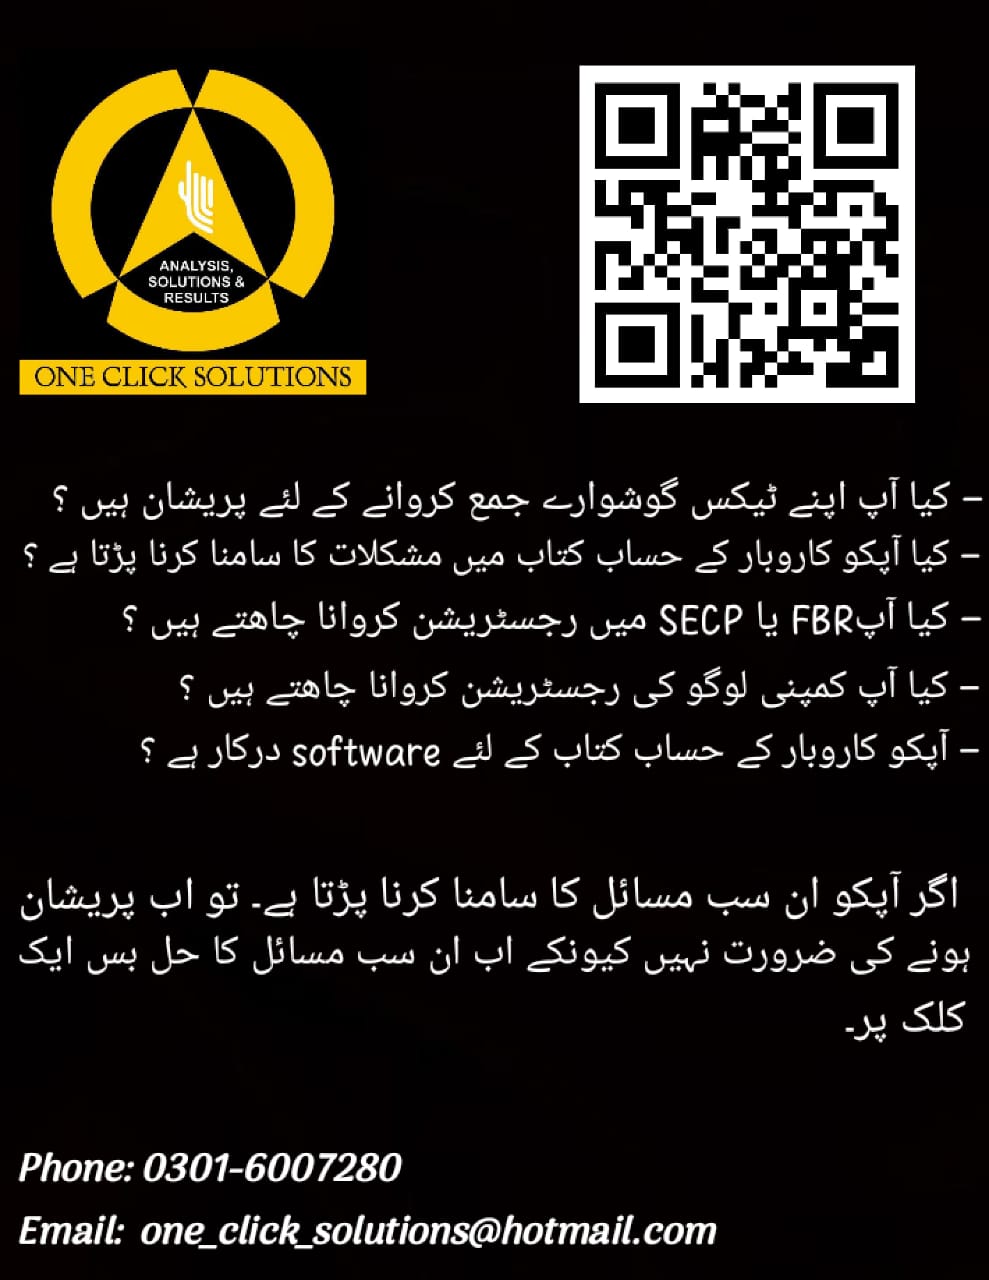 ANALYSIS,
SOLUTIONS &
RESULTS
ONE CLICK SOLUTIONS
– کیا آپ اپنے ٹیکس گوشوارے جمع کروانے کے لئے پریشان ہیں ؟
– کیا آپکو کاروبار کے حساب کتاب میں مشکلات کا سامنا کرنا پڑتا ہے ؟
– کیا آپFBR یا SECP میں رجسٹریشن کروانا چاھتے ہیں ؟
– کیا آپ کمپنی لوگو کی رجسٹریشن کروانا چاھتے ہیں ؟
– آپکو کاروبار کے حساب کتاب کے لئے software درکار ہے ؟
اگر آپکو ان سب مسائل کا سامنا کرنا پڑتا ہے۔ تو اب پریشان
ہونے کی ضرورت نہیں کیونکے اب ان سب مسائل کا حل بس ایک
کلک پر۔
Phone: 0301-6007280
Email: one_click_solutions@hotmail.com